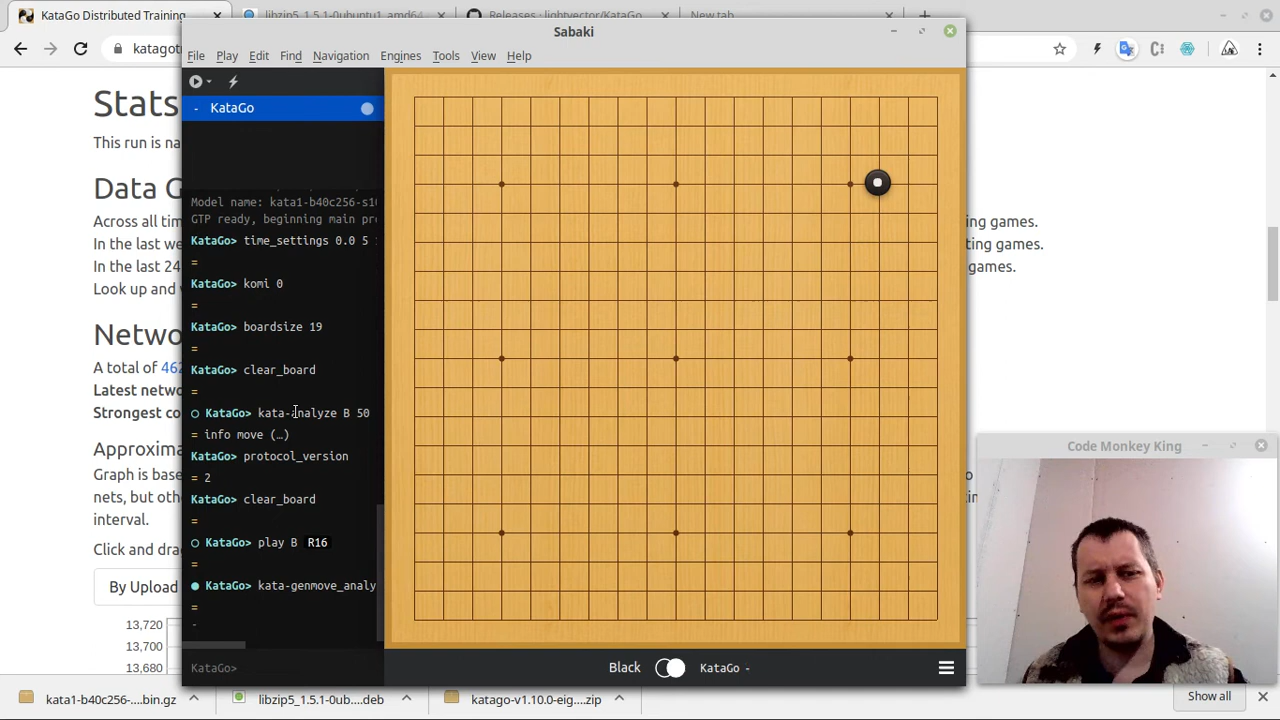 KataGo Distributed Training
libzip5_1.5.1-0ubuntu1_amd6
Releases · lightvector/KataGo
New tab
katagot
Sabaki
File Play Edit Find Navigation Engines Tools View Help
- KataGo
Stats
This run is na
Data G
Across all tim
In the last we
In the last 24
Look up and
ing games.
ting games.
games.
Netwo
A total of 462
Latest netwo
Strongest co
Approxima
Graph is base
nets, but othe
interval.
Click and drag
By Upload
13,720
13,700
13,680
Model name: kata1-b40c256-s1
GTP ready, beginning main pr
KataGo> time_settings 0.0 5
=
KataGo> komi 0
=
KataGo> boardsize 19
=
KataGo> clear_board
=
KataGo> kata-analyze B 50
= info move (…)
KataGo> protocol_version
= 2
KataGo> clear_board
=
KataGo> play B R16
=
KataGo> kata-genmove_analy
=
-
KataGo>
Black KataGo -
Code Monkey King
kata1-b40c256-....bin.gz
libzip5_1.5.1-0ub....deb
katago-v1.10.0-eig....zip
Show all